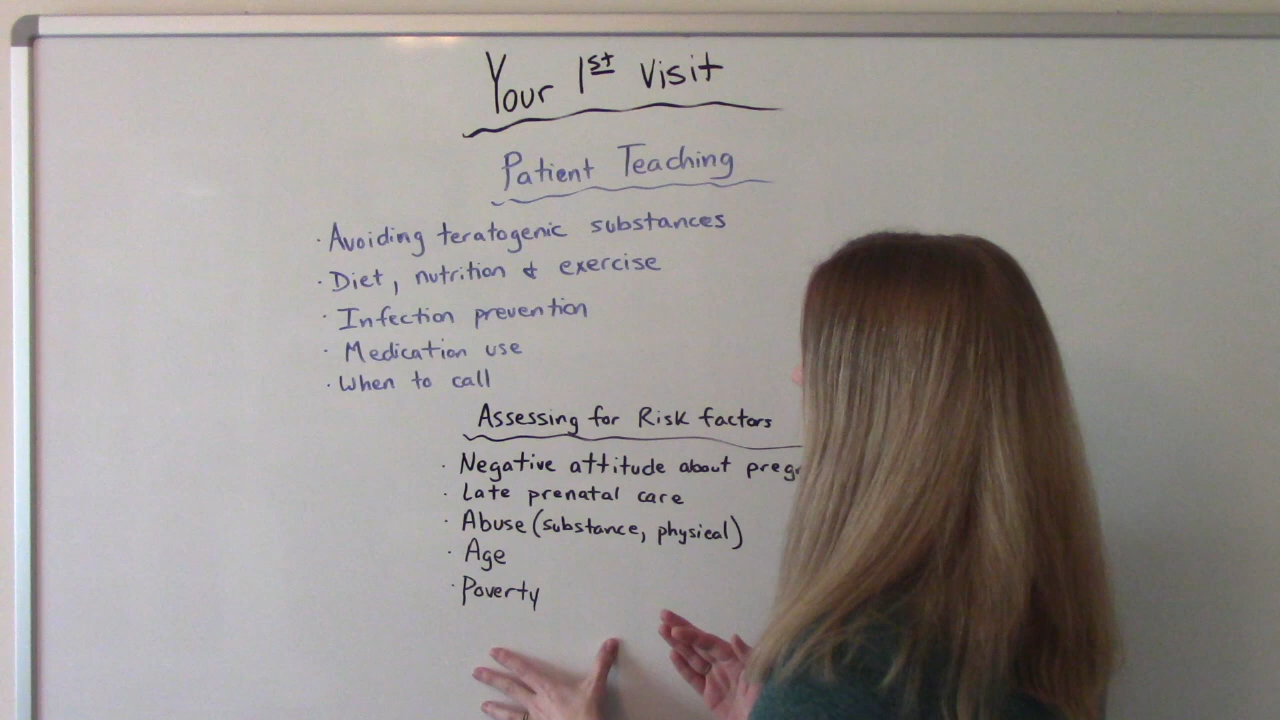 Your 1st visit
Patient Teaching
· Avoiding teratogenic substances
· Diet, nutrition & exercise
· Infection prevention
· Medication use
· When to call
Assessing for Risk factors
· Negative attitude about
· Late prenatal care
· Abuse (substance, physical)
· Age
· Poverty